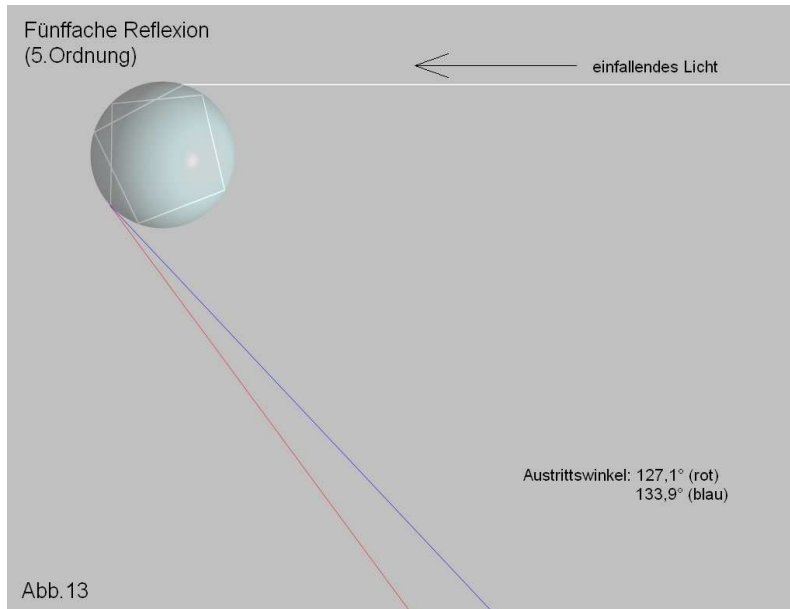 Fünffache Reflexion
(5.Ordnung)
einfallendes Licht
Austrittswinkel: 127,1° (rot)
133,9° (blau)
Abb.13